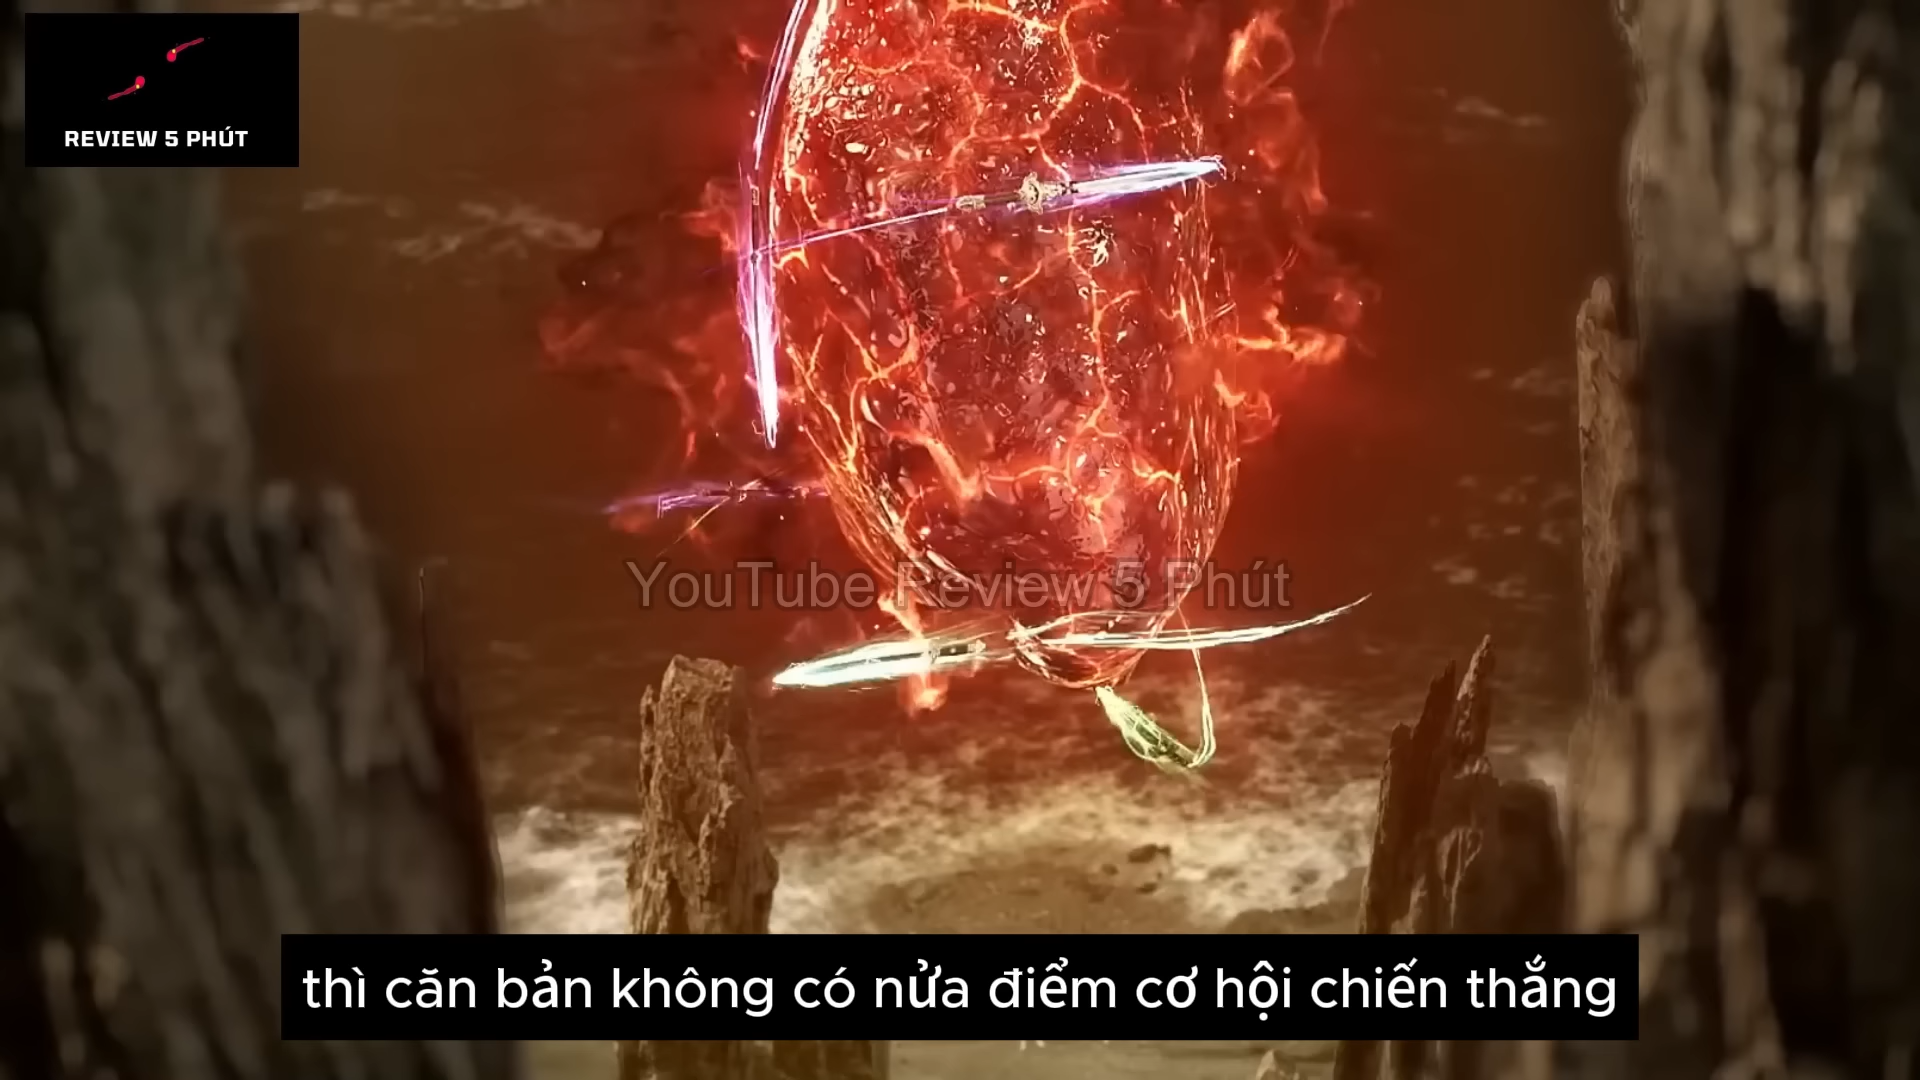 REVIEW 5 PHÚT
YouTube Review 5 Phút
thì căn bản không có nửa điểm cơ hội chiến thắng